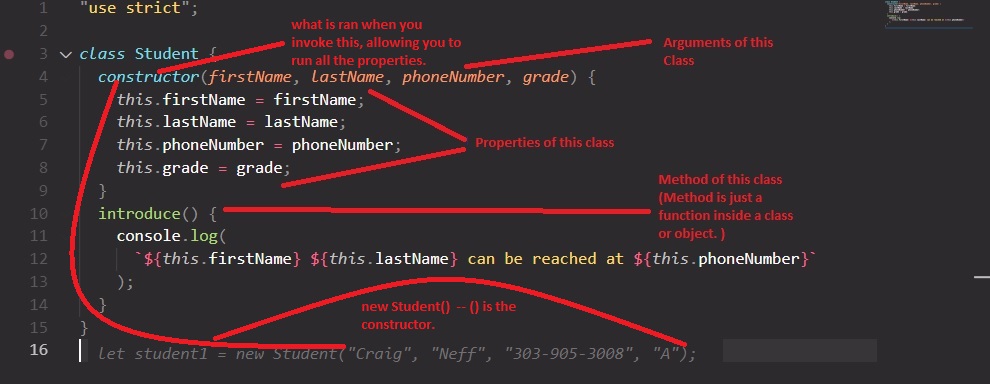 1 "use strict";
2
what is ran when you
invoke this, allowing you to
run all the properties.
Arguments of this
Class
3 class Student {
4 constructor(firstName, lastName, phoneNumber, grade) {
5 this.firstName = firstName;
6 this.lastName = lastName;
7 this.phoneNumber = phoneNumber;
Properties of this class
8 this.grade = grade;
9 }
Method of this class
(Method is just a
function inside a class
or object. )
10 introduce() {
11 console.log(
12 `${this.firstName} ${this.lastName} can be reached at ${this.phoneNumber}`
13 );
14 }
new Student() -- () is the
constructor.
15 }
16 let student1 = new Student("Craig", "Neff", "303-905-3008", "A");